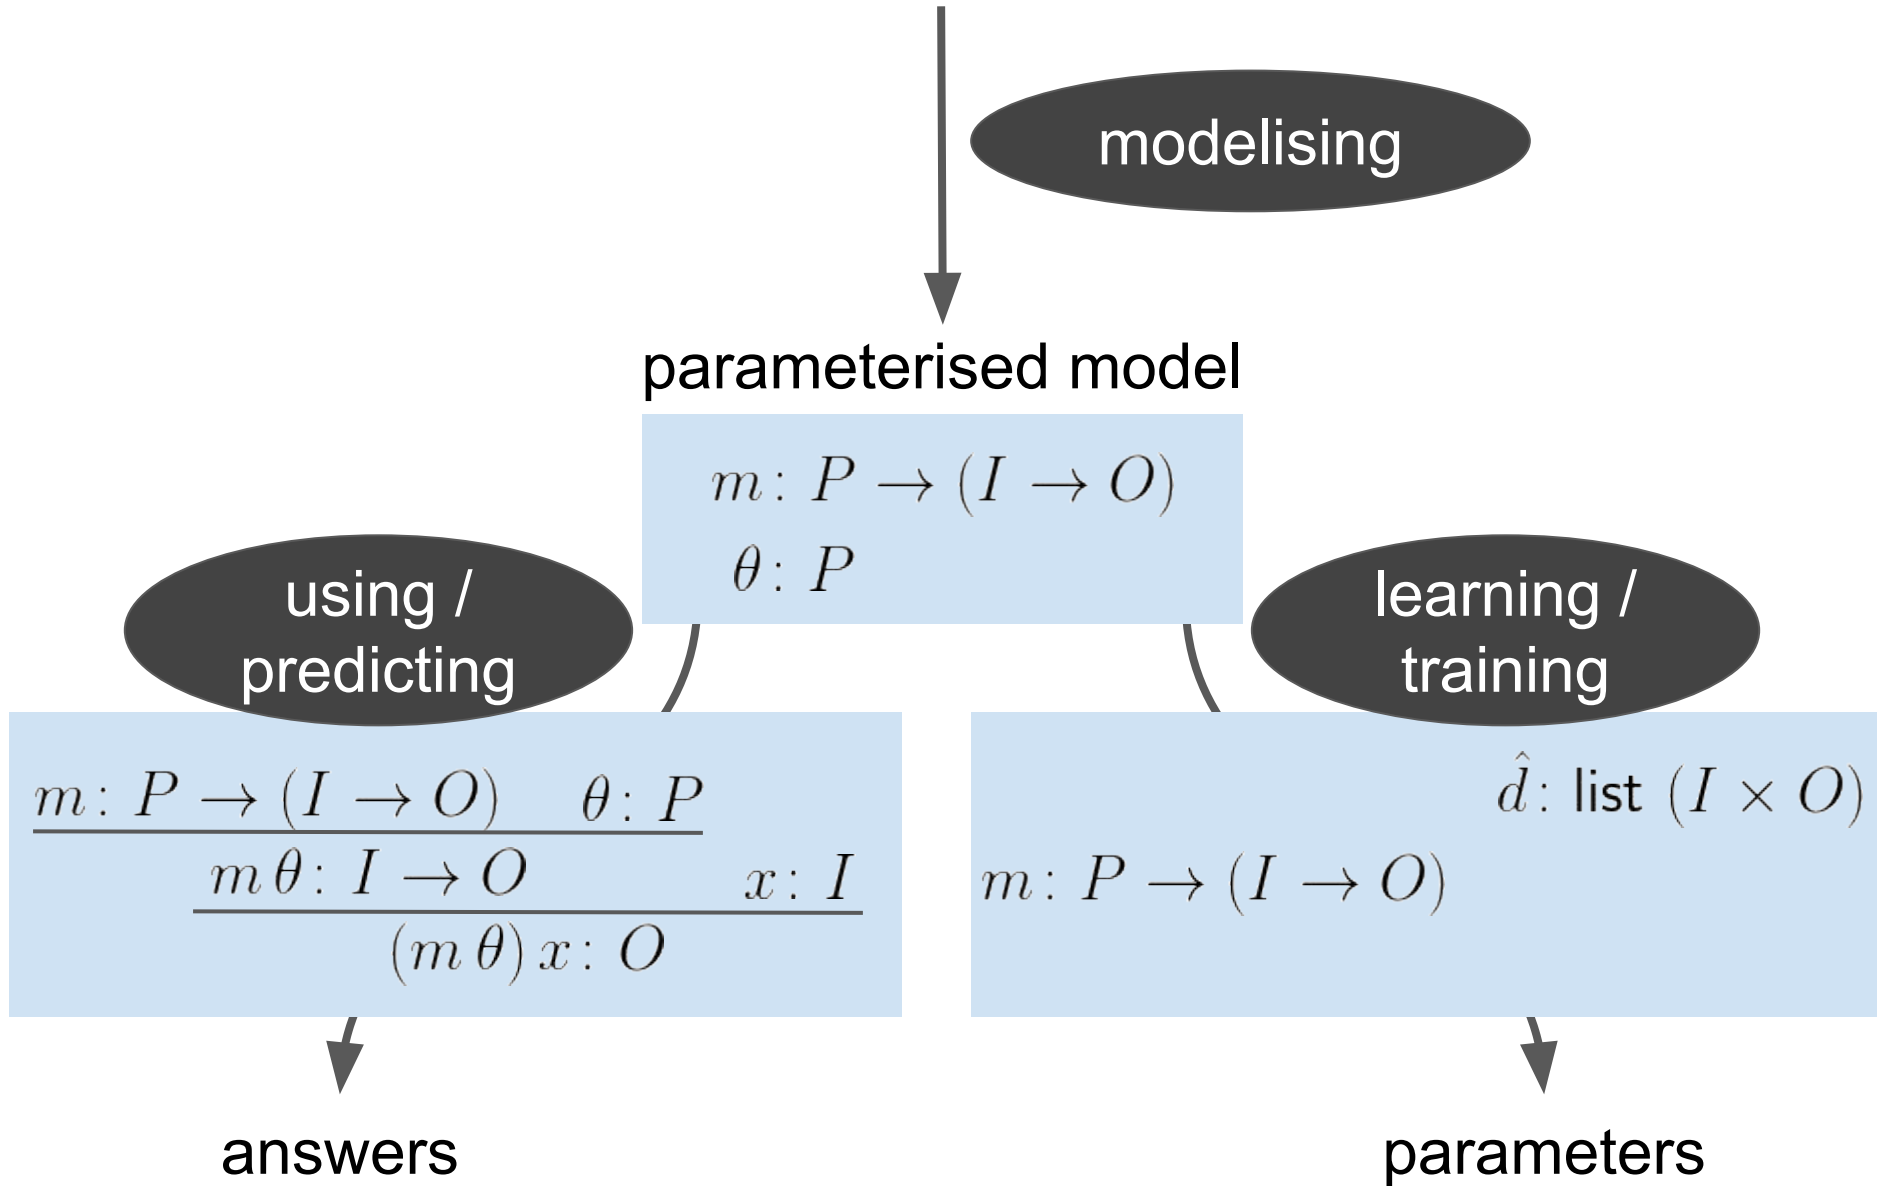 modelising
parameterised model
m: P → (I → O)
θ: P
using /
predicting
learning /
training
m: P → (I → O)   θ: P
m θ: I → O   x: I
(m θ) x: O
d̂: list (I × O)
m: P → (I → O)
answers
parameters